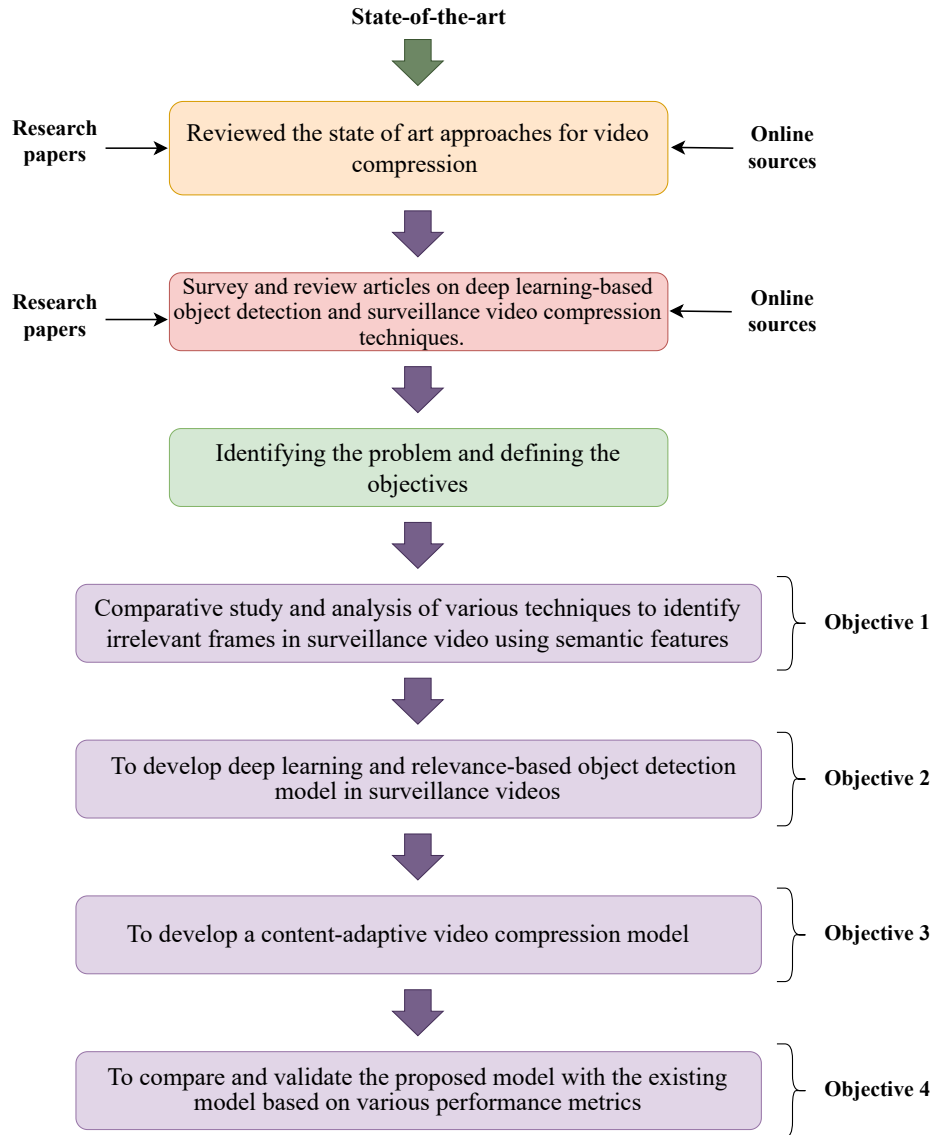 State-of-the-art
Research
papers
Reviewed the state of art approaches for video
compression
Online
sources
Research
papers
Survey and review articles on deep learning-based
object detection and surveillance video compression
techniques.
Online
sources
Identifying the problem and defining the
objectives
Comparative study and analysis of various techniques to identify
irrelevant frames in surveillance video using semantic features
Objective 1
To develop deep learning and relevance-based object detection
model in surveillance videos
Objective 2
To develop a content-adaptive video compression model
Objective 3
To compare and validate the proposed model with the existing
model based on various performance metrics
Objective 4